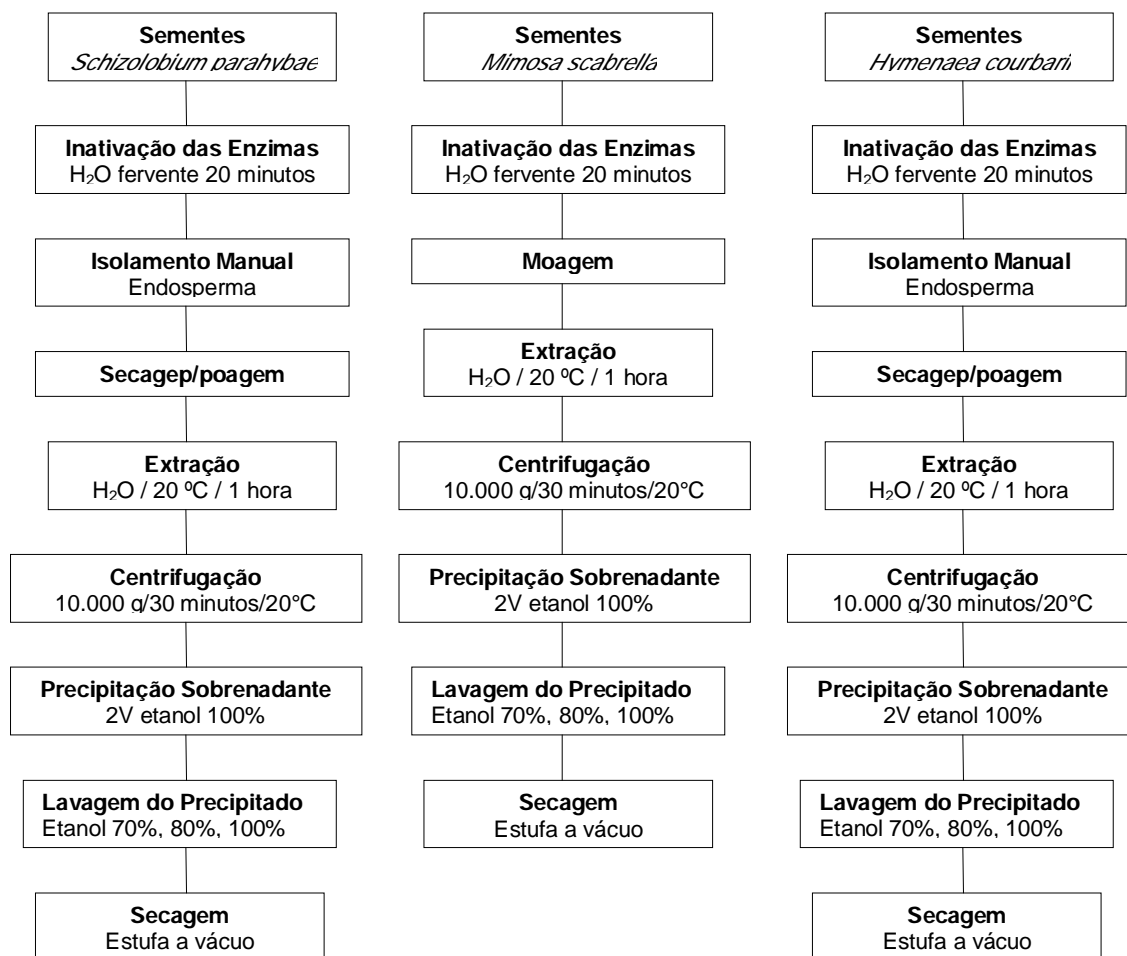 Sementes
Schizolobium parahybae
Inativação das Enzimas
H₂O fervente 20 minutos
Isolamento Manual
Endosperma
Secagep/poagem
Extração
H₂O / 20 ºC / 1 hora
Centrifugação
10.000 g/30 minutos/20°C
Precipitação Sobrenadante
2V etanol 100%
Lavagem do Precipitado
Etanol 70%, 80%, 100%
Secagem
Estufa a vácuo
Sementes
Mimosa scabrella
Inativação das Enzimas
H₂O fervente 20 minutos
Moagem
Extração
H₂O / 20 ºC / 1 hora
Centrifugação
10.000 g/30 minutos/20°C
Precipitação Sobrenadante
2V etanol 100%
Lavagem do Precipitado
Etanol 70%, 80%, 100%
Secagem
Estufa a vácuo
Sementes
Hymenaea courbaril
Inativação das Enzimas
H₂O fervente 20 minutos
Isolamento Manual
Endosperma
Secagep/poagem
Extração
H₂O / 20 ºC / 1 hora
Centrifugação
10.000 g/30 minutos/20°C
Precipitação Sobrenadante
2V etanol 100%
Lavagem do Precipitado
Etanol 70%, 80%, 100%
Secagem
Estufa a vácuo